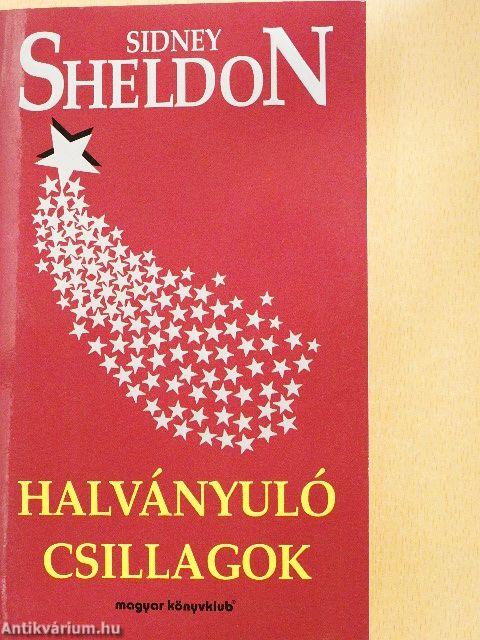 SIDNEY
SHELDON
HALVÁNYULÓ
CSILLAGOK
magyar könyvklub®
Antikvárium.hu